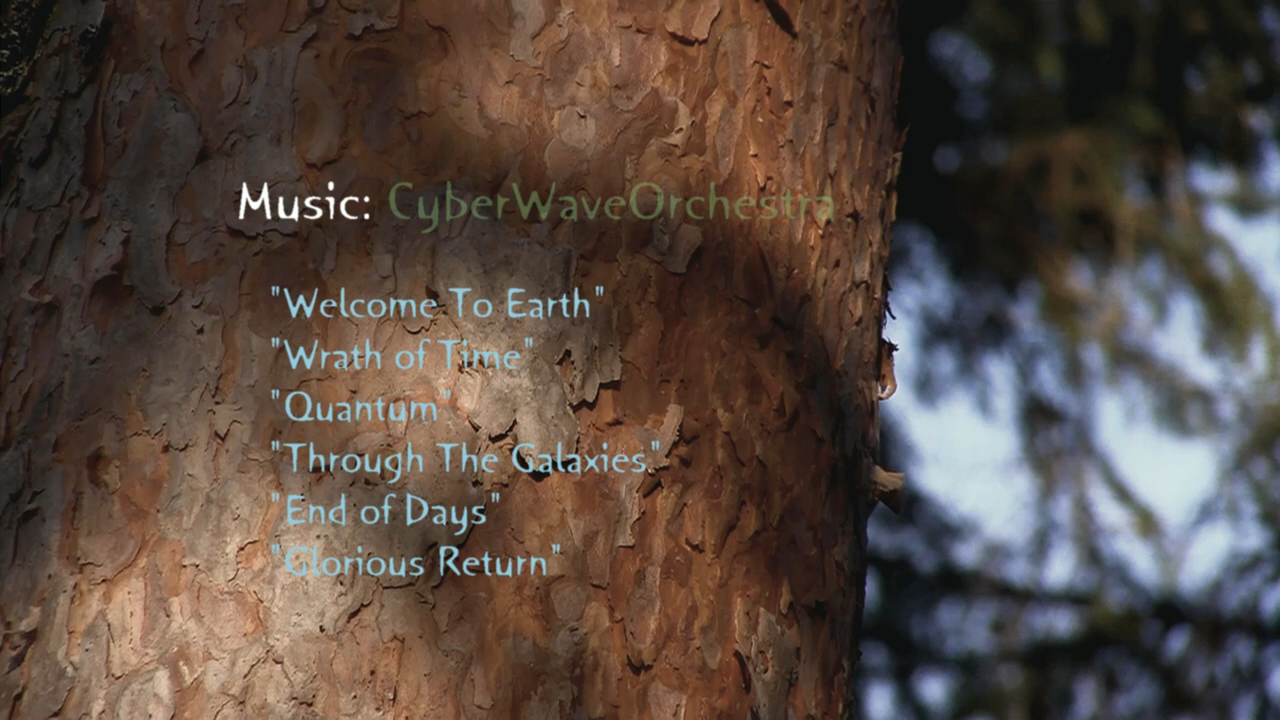 Music: CyberWaveOrchestra
"Welcome To Earth"
"Wrath of Time"
"Quantum"
"Through The Galaxies"
"End of Days"
"Glorious Return"